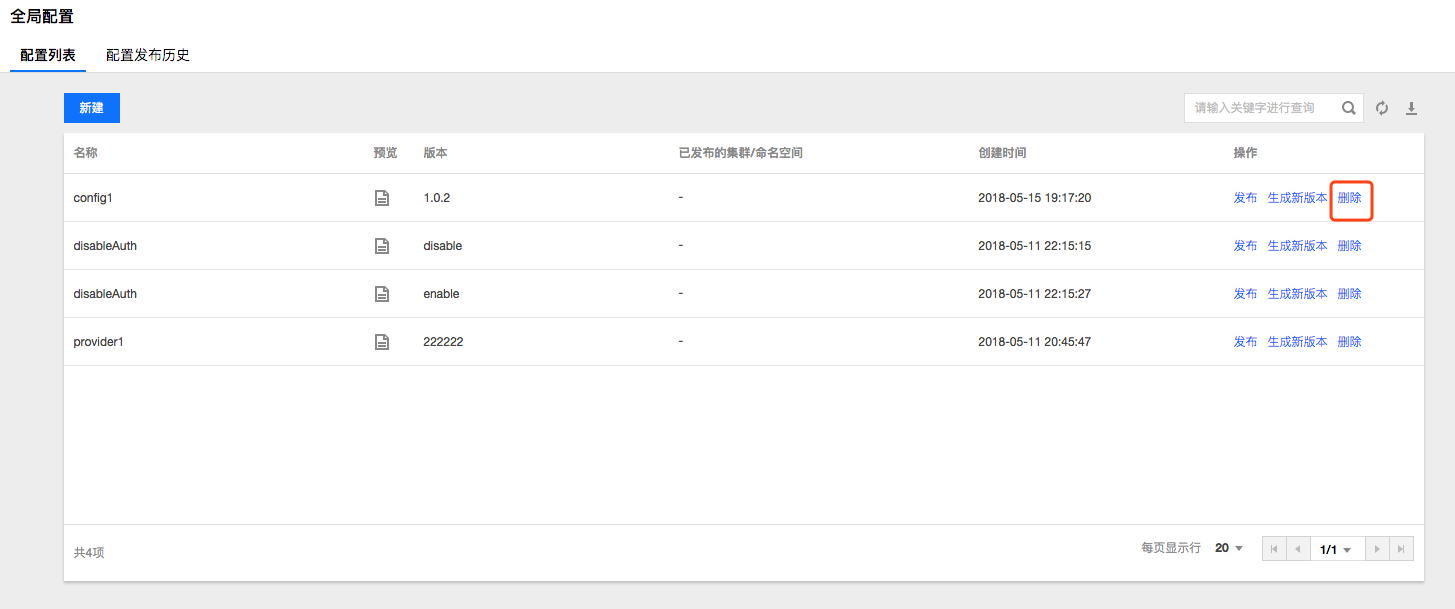 全局配置
配置列表 配置发布历史
新建 请输入关键字进行查询
名称 预览 版本 已发布的集群/命名空间 创建时间 操作
config1 1.0.2 - 2018-05-15 19:17:20 发布 生成新版本 删除
disableAuth disable - 2018-05-11 22:15:15 发布 生成新版本 删除
disableAuth enable - 2018-05-11 22:15:27 发布 生成新版本 删除
provider1 222222 - 2018-05-11 20:45:47 发布 生成新版本 删除
共4项 每页显示行 20 1/1